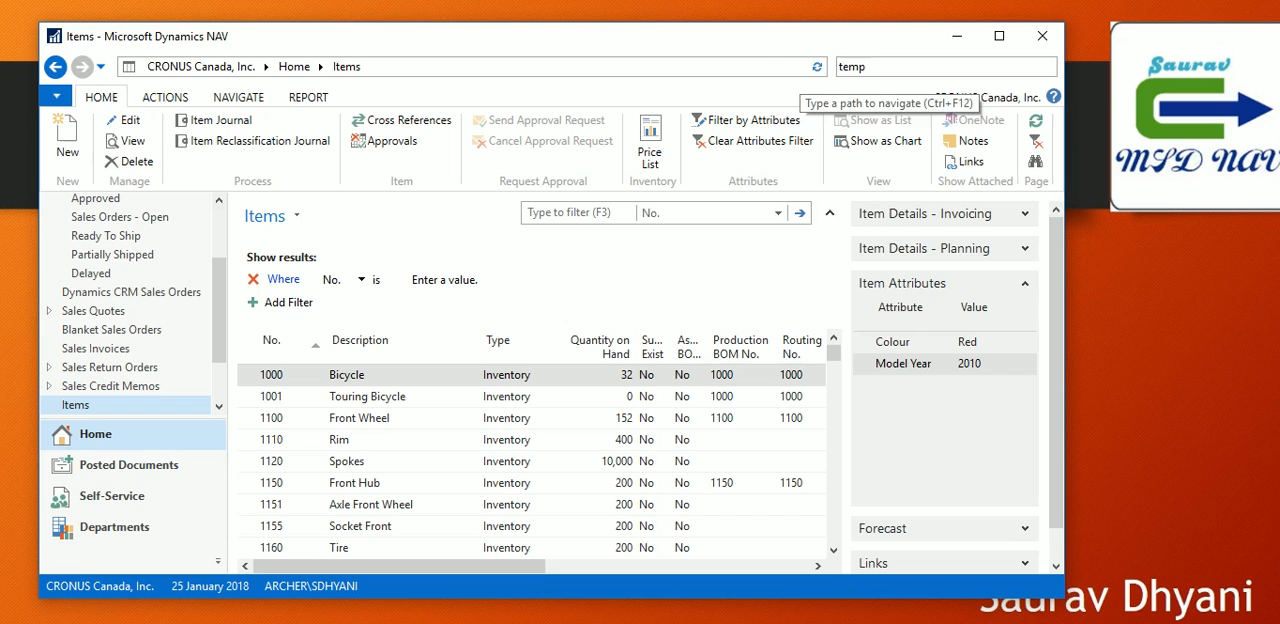 Items - Microsoft Dynamics NAV
CRONUS Canada, Inc. Home Items
temp
HOME ACTIONS NAVIGATE REPORT
Type a path to navigate (Ctrl+F12)
Canada, Inc.
New
Edit
View
Delete
New
Manage
Item Journal
Item Reclassification Journal
Process
Cross References
Approvals
Item
Send Approval Request
Cancel Approval Request
Request Approval
Price
List
Inventory
Filter by Attributes
Clear Attributes Filter
Attributes
Show as List
Show as Chart
View
OneNote
Notes
Links
Show Attached
Page
Approved
Sales Orders - Open
Ready To Ship
Partially Shipped
Delayed
Dynamics CRM Sales Orders
Sales Quotes
Blanket Sales Orders
Sales Invoices
Sales Return Orders
Sales Credit Memos
Items
Home
Posted Documents
Self-Service
Departments
Items
Type to filter (F3) No.
Show results:
Where No. is Enter a value.
Add Filter
No. Description Type Quantity on Hand Su... Exist As... BO... Production BOM No. Routing No.
1000 Bicycle Inventory 32 No No 1000 1000
1001 Touring Bicycle Inventory 0 No No 1000 1000
1100 Front Wheel Inventory 152 No No 1100 1100
1110 Rim Inventory 400 No No
1120 Spokes Inventory 10,000 No No
1150 Front Hub Inventory 200 No No 1150 1150
1151 Axle Front Wheel Inventory 200 No No
1155 Socket Front Inventory 200 No No
1160 Tire Inventory 200 No No
Item Details - Invoicing
Item Details - Planning
Item Attributes
Attribute Value
Colour Red
Model Year 2010
Forecast
Links
CRONUS Canada, Inc. 25 January 2018 ARCHER\SDHYANI
Saurav
MSD NAV
Saurav Dhyani